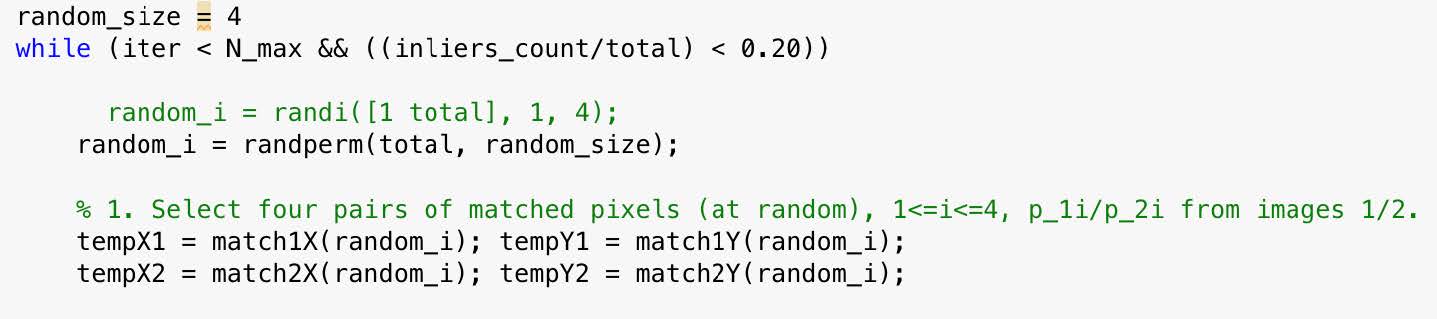 random_size = 4
while (iter < N_max && ((inliers_count/total) < 0.20))
random_i = randi([1 total], 1, 4);
random_i = randperm(total, random_size);
% 1. Select four pairs of matched pixels (at random), 1<=i<=4, p_1i/p_2i from images 1/2.
tempX1 = match1X(random_i); tempY1 = match1Y(random_i);
tempX2 = match2X(random_i); tempY2 = match2Y(random_i);